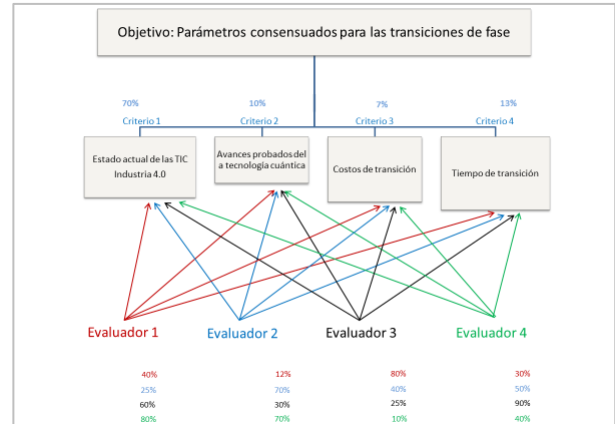 Objetivo: Parámetros consensuados para las transiciones de fase
70% 10% 7% 13%
Criterio 1 Criterio 2 Criterio 3 Criterio 4
Estado actual de las TIC
Industria 4.0
Avances probados del
a tecnología cuántica
Costos de transición
Tiempo de transición
Evaluador 1 Evaluador 2 Evaluador 3 Evaluador 4
40% 12% 80% 30%
25% 70% 40% 50%
60% 30% 25% 90%
80% 70% 10% 40%